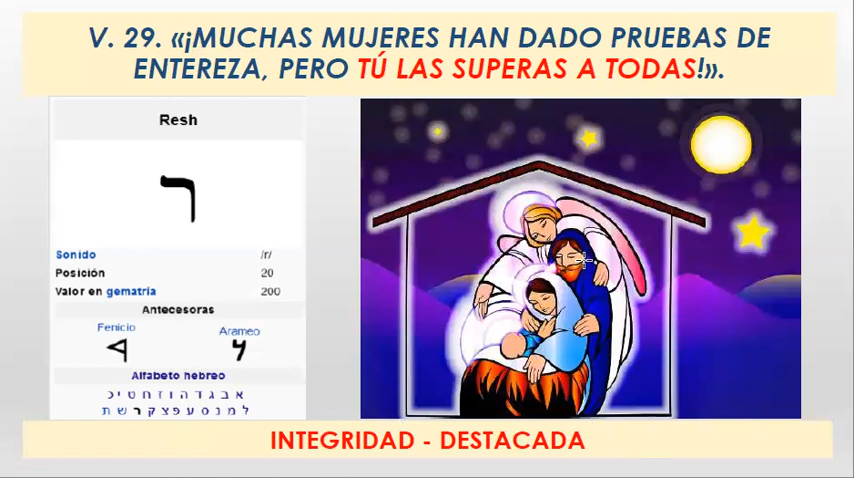 V. 29. «¡MUCHAS MUJERES HAN DADO PRUEBAS DE
ENTEREZA, PERO TÚ LAS SUPERAS A TODAS!».
Resh
ר
Sonido /r/
Posición 20
Valor en gematría 200
Antecesoras
Fenicio Arameo
Alfabeto hebreo
א ב ג ד ה ו ז ח ט י כ
ל מ נ ס ע פ צ ק ר ש ת
INTEGRIDAD - DESTACADA